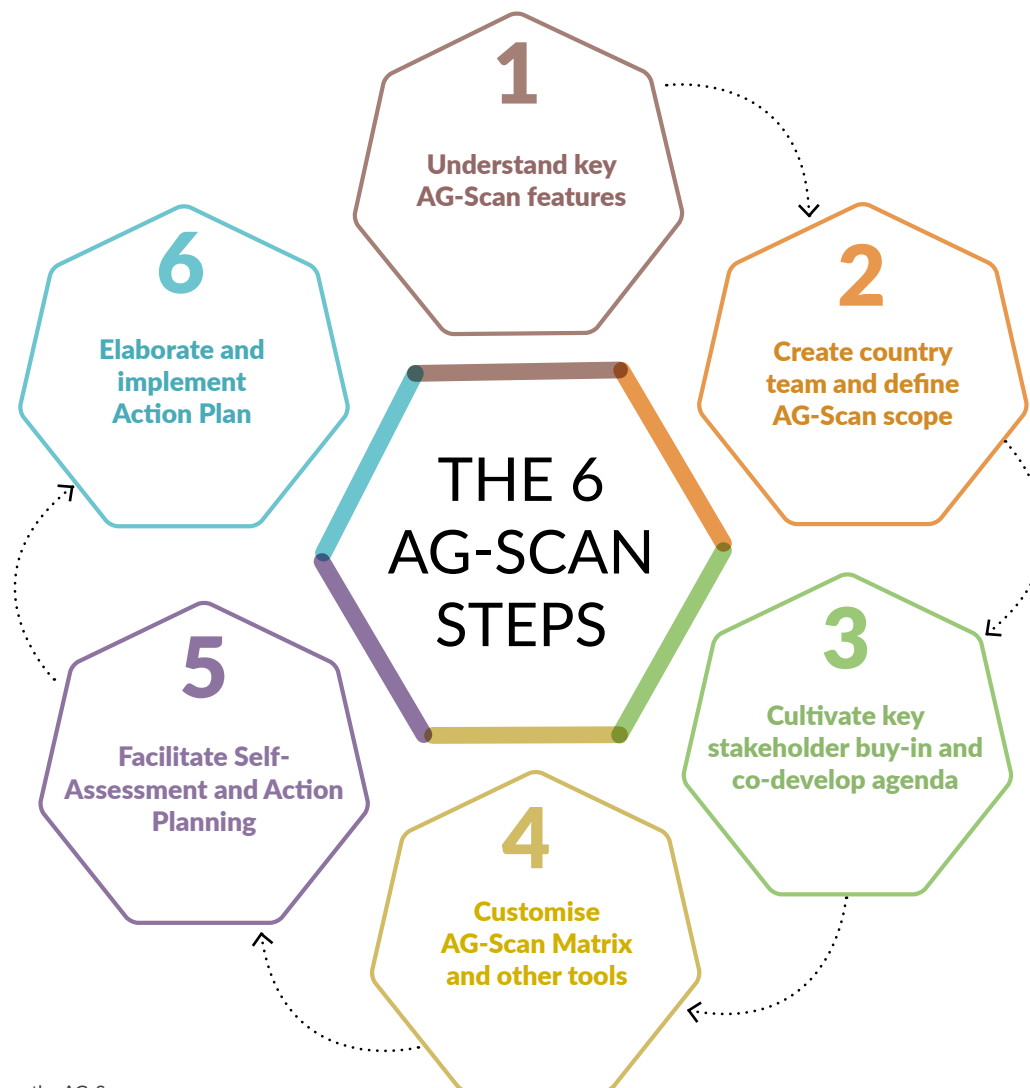 1
Understand key
AG-Scan features
2
Create country
team and define
AG-Scan scope
3
Cultivate key
stakeholder buy-in and
co-develop agenda
4
Customise
AG-Scan Matrix
and other tools
5
Facilitate Self-
Assessment and Action
Planning
6
Elaborate and
implement
Action Plan
THE 6
AG-SCAN
STEPS